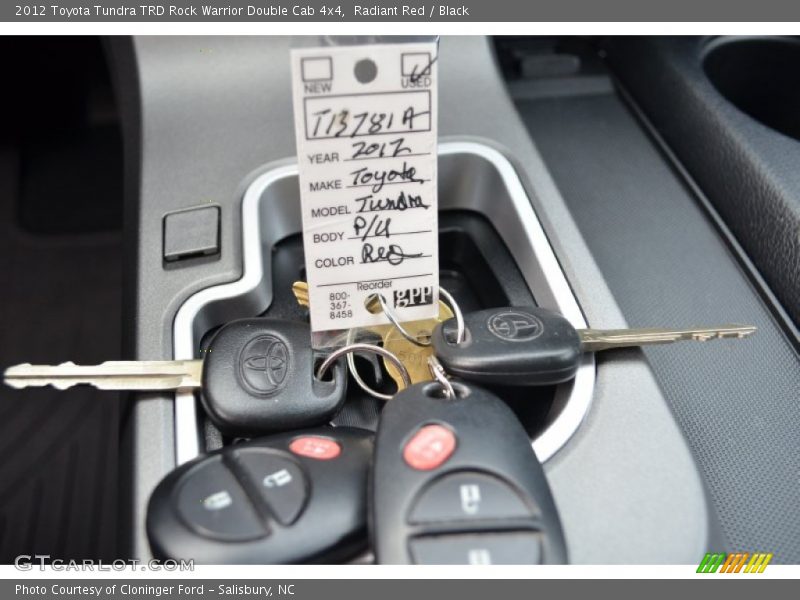 2012 Toyota Tundra TRD Rock Warrior Double Cab 4x4, Radiant Red / Black
NEW
USED
T13781A
YEAR 2012
MAKE Toyota
MODEL Tundra
BODY P/U
COLOR Red
Reorder
800-
367-
8458
gpp
GTCarLot.com
Photo Courtesy of Cloninger Ford - Salisbury, NC